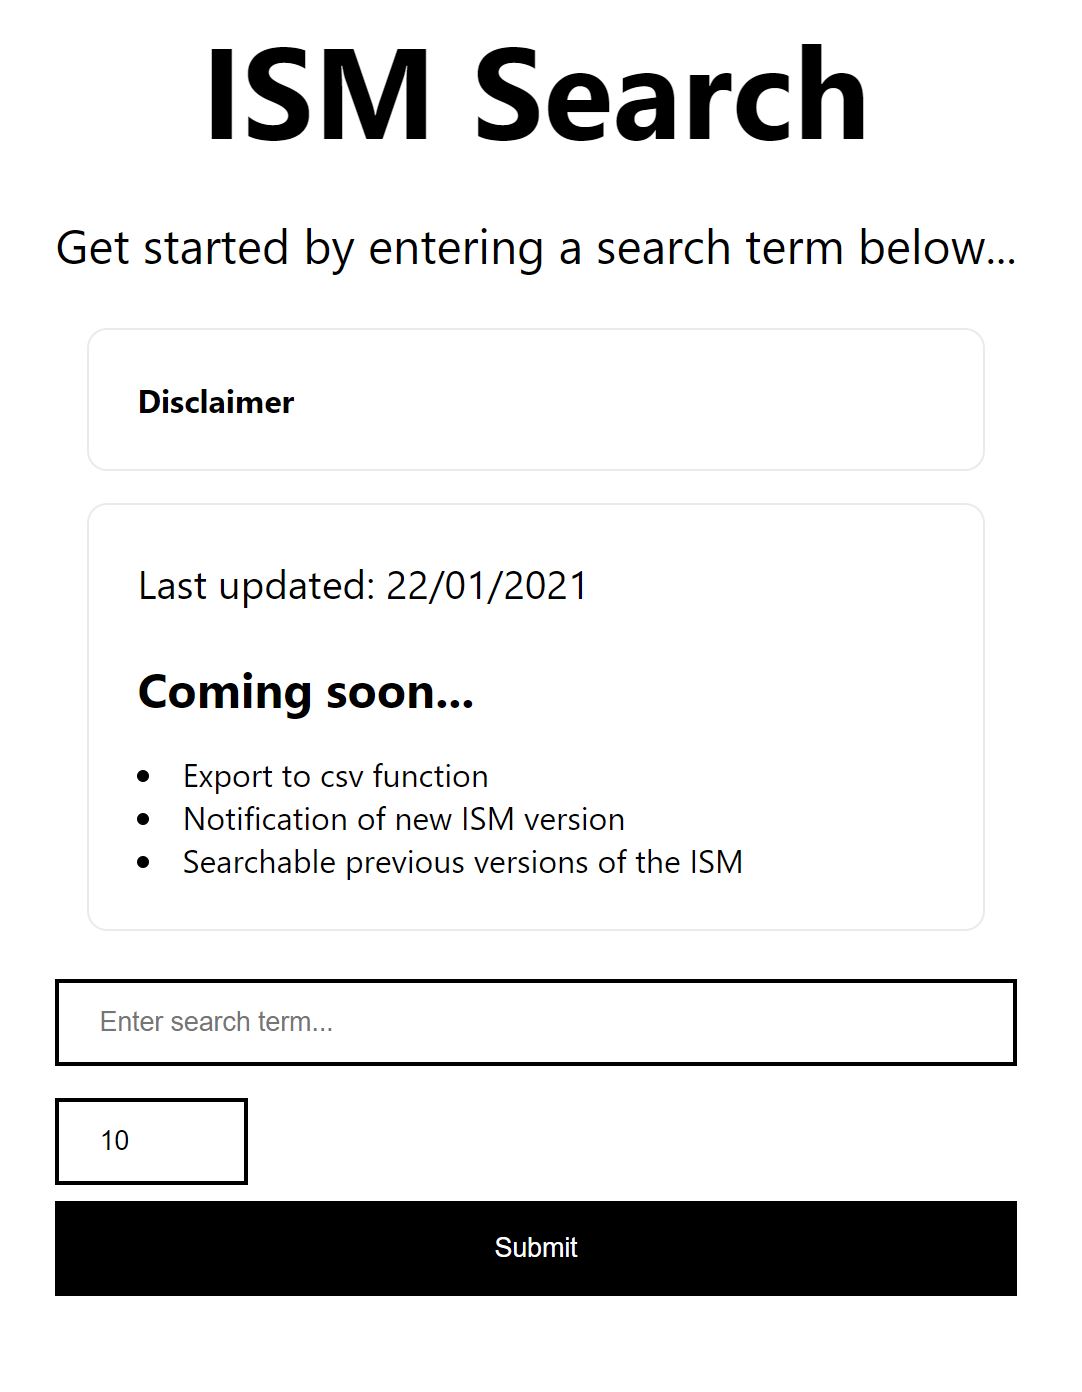 ISM Search
Get started by entering a search term below...
Disclaimer
Last updated: 22/01/2021
Coming soon...
Export to csv function
Notification of new ISM version
Searchable previous versions of the ISM
Enter search term...
10
Submit